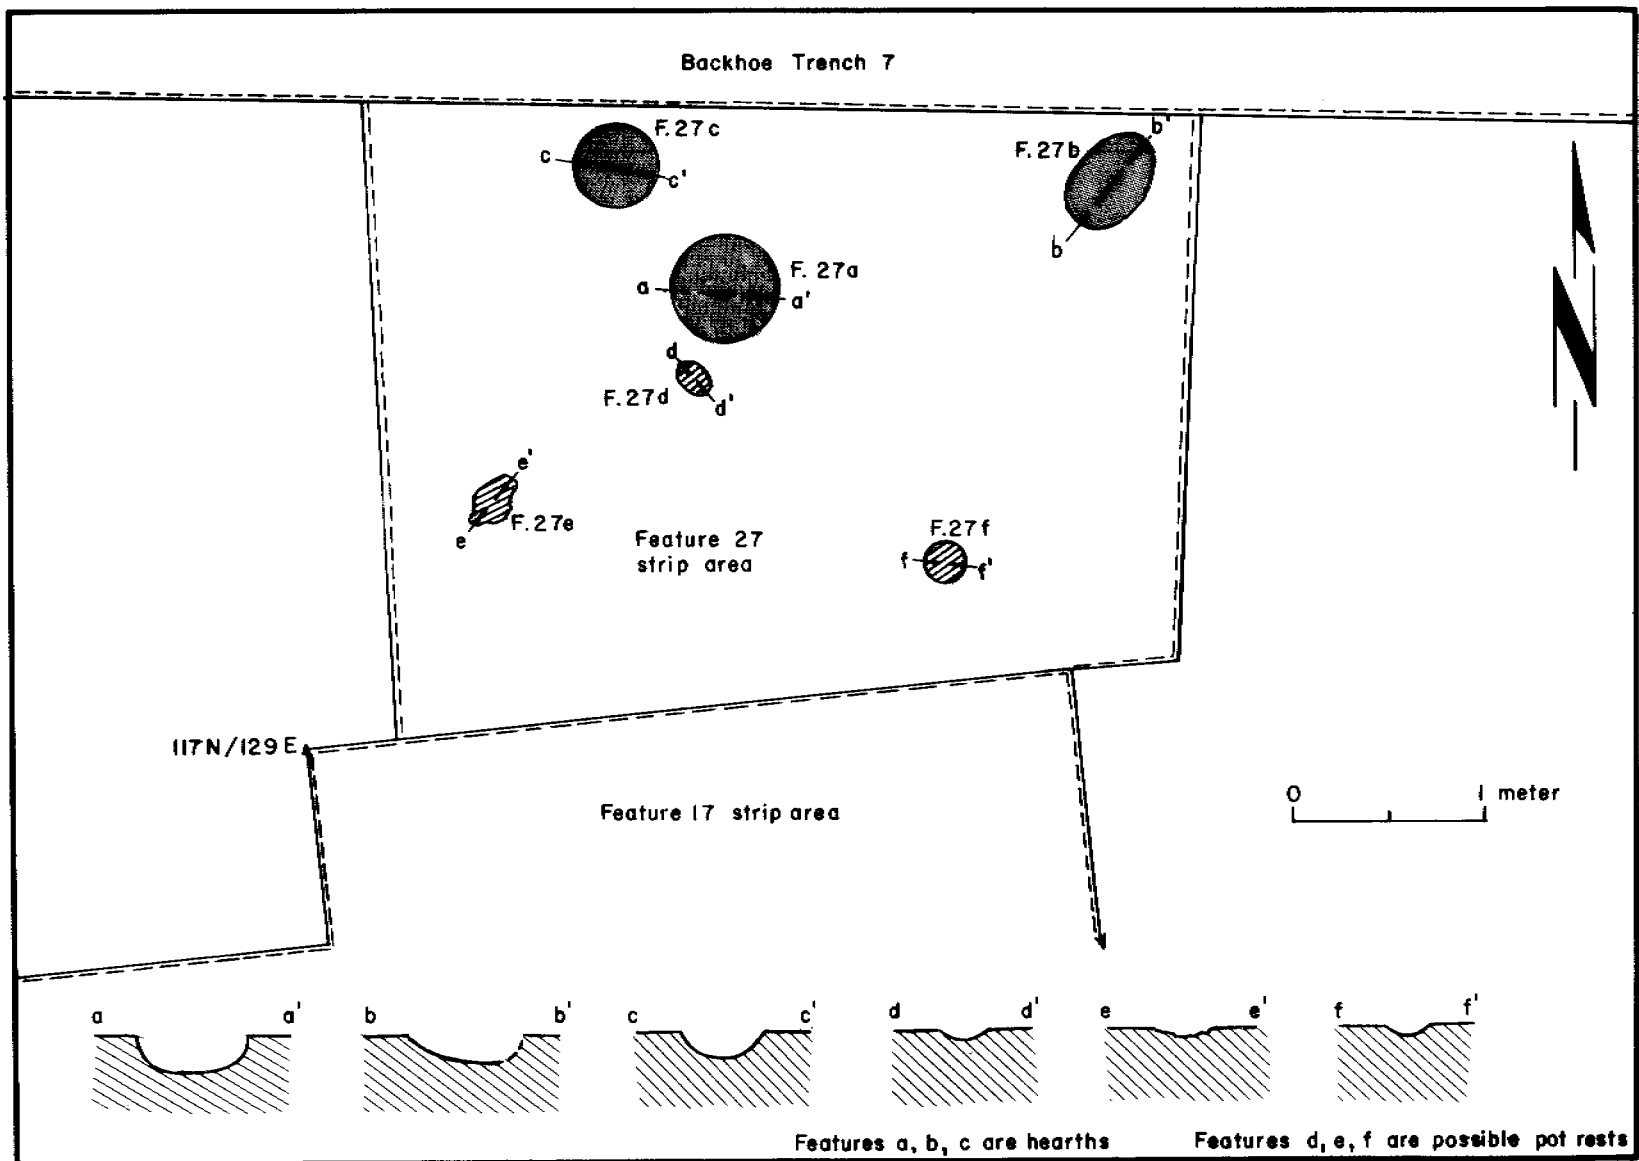 Backhoe Trench 7
F. 27c
c
c'
F. 27b
b'
b
F. 27a
a
a'
N
d
F. 27d
d'
e'
F. 27e
e
Feature 27
strip area
F. 27f
f
f'
117N/129E
Feature 17 strip area
0
1 meter
a a' b b' c c' d d' e e' f f'
Features a, b, c are hearths Features d, e, f are possible pot rests